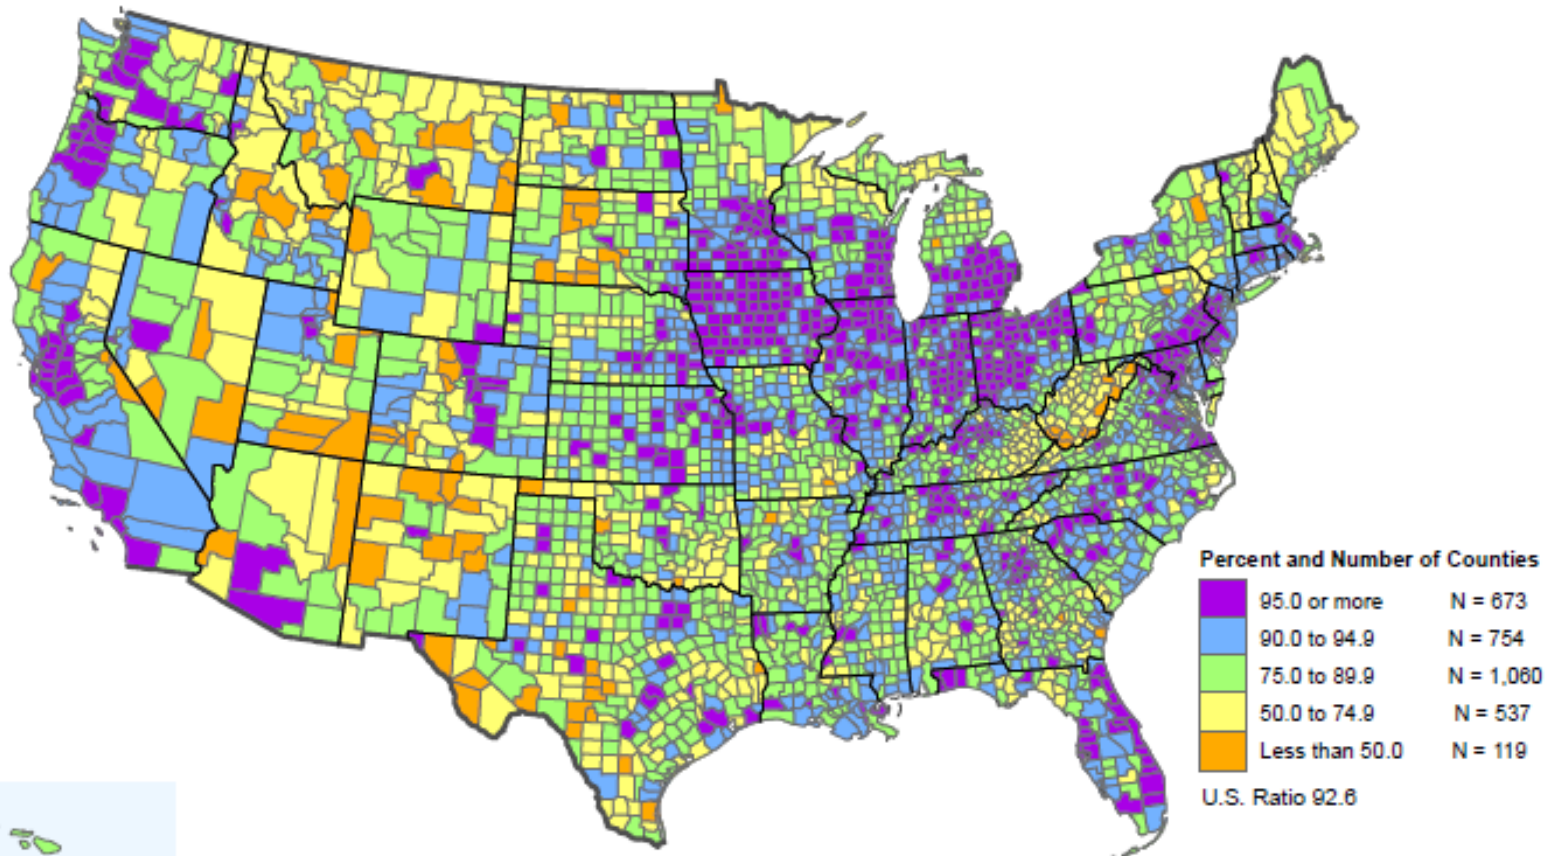 Percent and Number of Counties
95.0 or more N = 673
90.0 to 94.9 N = 754
75.0 to 89.9 N = 1,060
50.0 to 74.9 N = 537
Less than 50.0 N = 119
U.S. Ratio 92.6